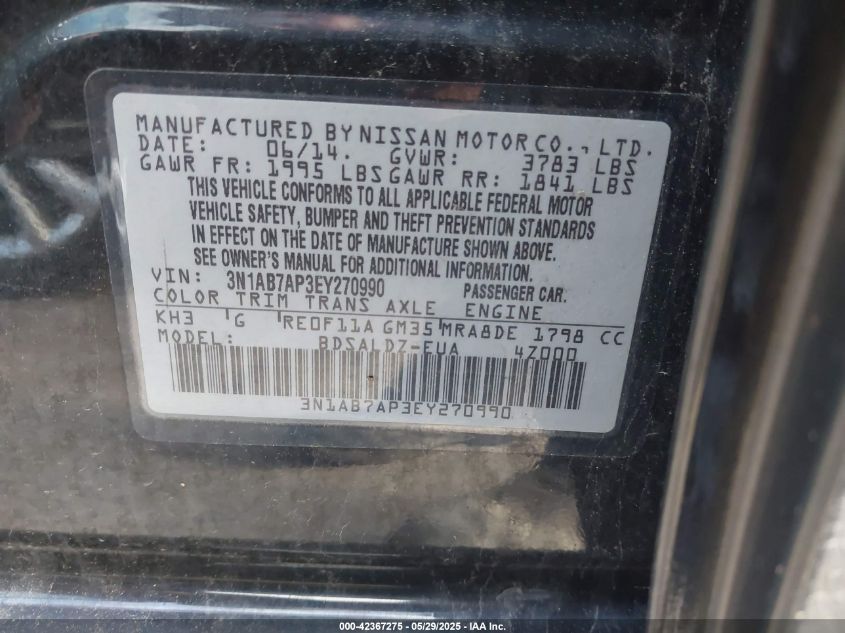 MANUFACTURED BY NISSAN MOTOR CO., LTD.
DATE: 06/14. GVWR: 3783 LBS
GAWR FR: 1995 LBS GAWR RR: 1841 LBS
THIS VEHICLE CONFORMS TO ALL APPLICABLE FEDERAL MOTOR
VEHICLE SAFETY, BUMPER AND THEFT PREVENTION STANDARDS
IN EFFECT ON THE DATE OF MANUFACTURE SHOWN ABOVE.
SEE OWNER'S MANUAL FOR ADDITIONAL INFORMATION.
VIN: 3N1AB7AP3EY270990 PASSENGER CAR.
COLOR TRIM TRANS AXLE ENGINE
KH3 G RE0F11A GM35 MRA8DE 1798 CC
MODEL: BDSALDZ-EUA 4Z000
3N1AB7AP3EY270990
000-42367275 - 05/29/2025 - IAA Inc.